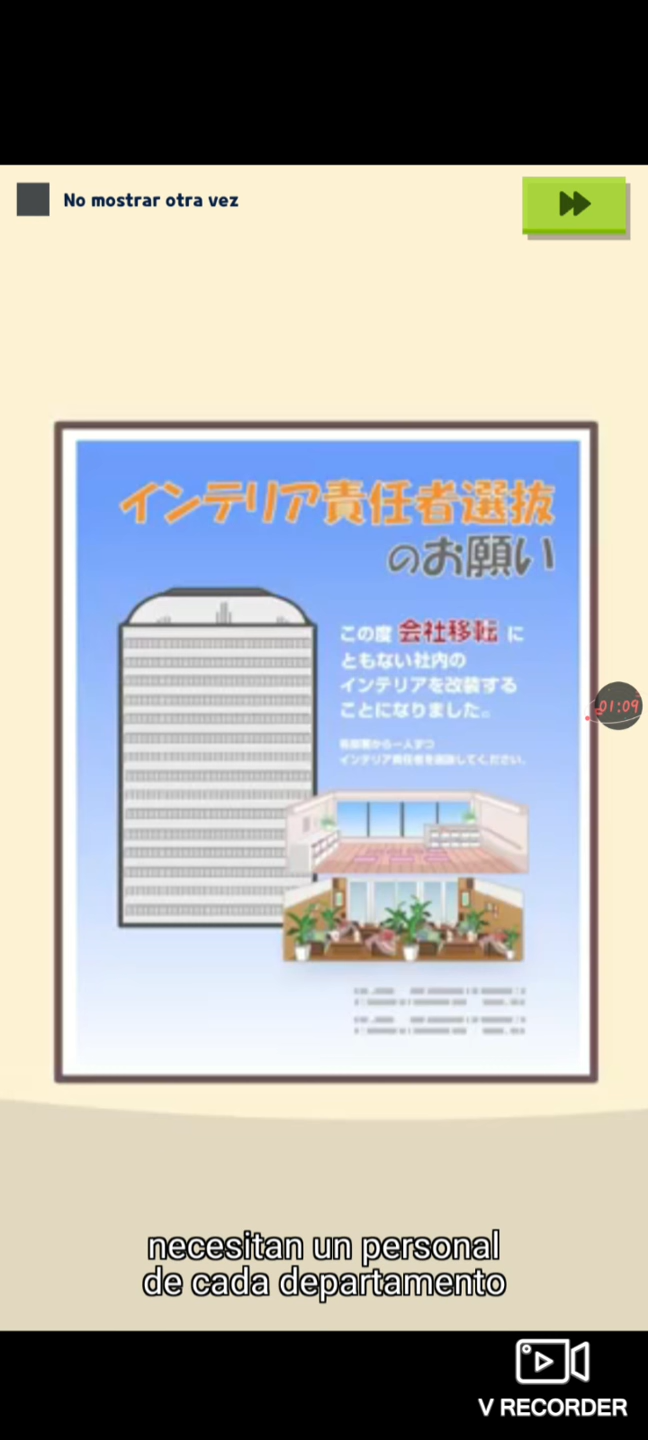 No mostrar otra vez
インテリア責任者選抜
のお願い
この度 会社移転 に
ともない社内の
インテリアを改装する
ことになりました。
から一人ずつ
インテリア責任者を選抜してください。
01:09
necesitan un personal
de cada departamento
V RECORDER